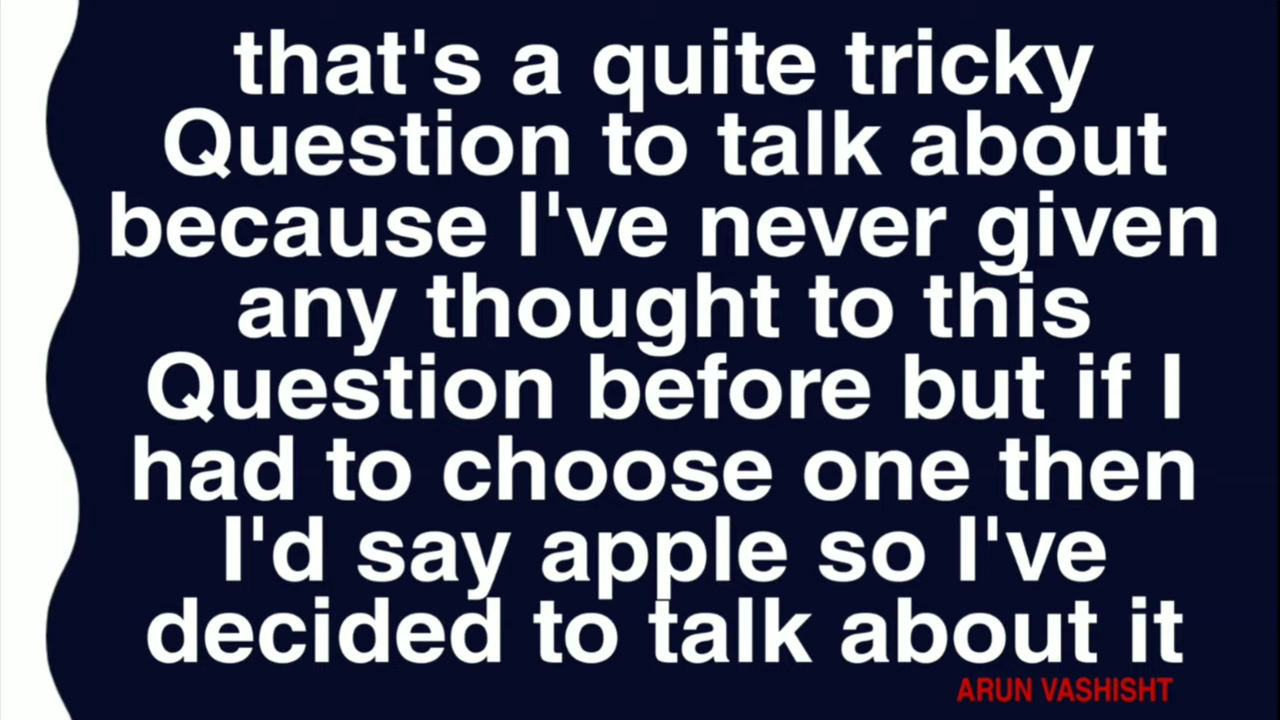 that's a quite tricky
Question to talk about
because I've never given
any thought to this
Question before but if I
had to choose one then
I'd say apple so I've
decided to talk about it
ARUN VASHISHT